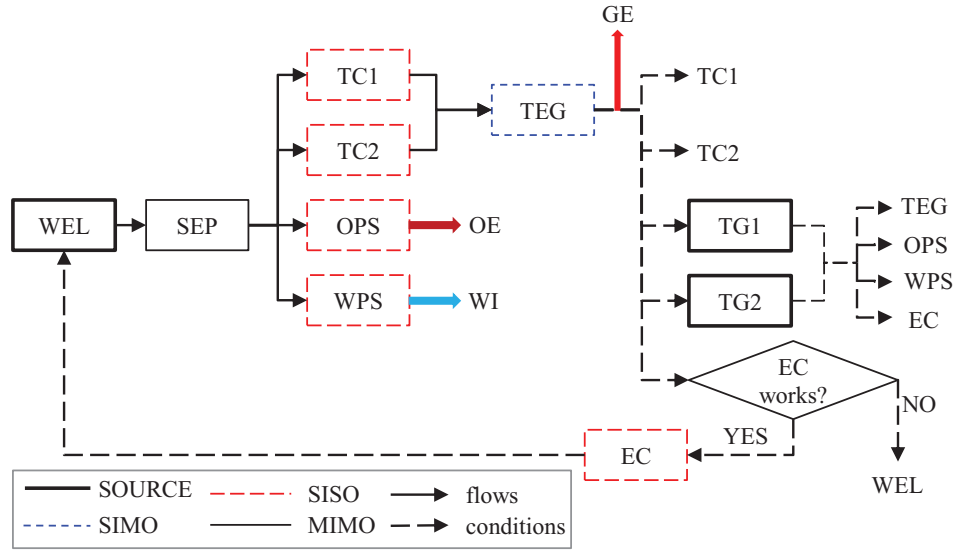 GE
TC1
TEG
TC1
TC2
TC2
WEL
SEP
OPS
OE
TG1
TEG
OPS
WPS
WI
TG2
WPS
EC
EC
works?
NO
YES
EC
WEL
SOURCE
SISO
flows
SIMO
MIMO
conditions